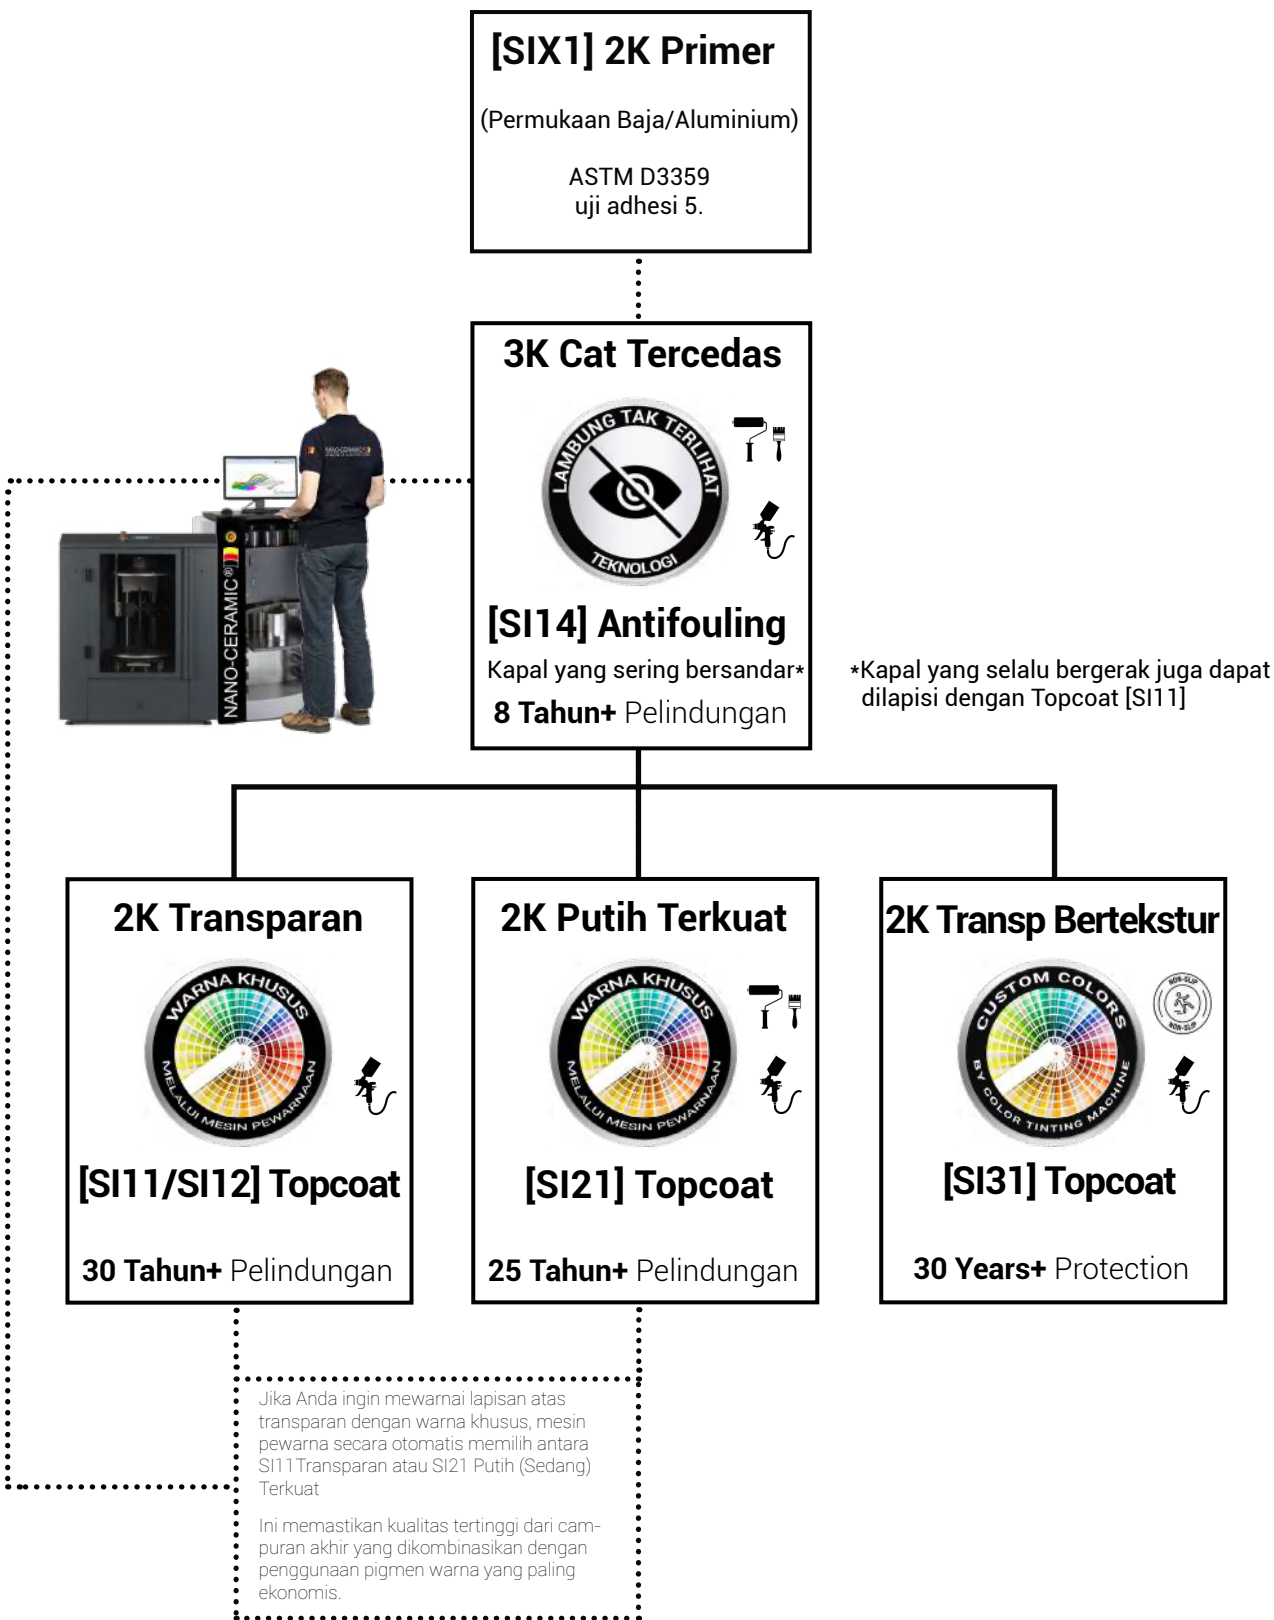 [SIX1] 2K Primer
(Permukaan Baja/Aluminium)
ASTM D3359
uji adhesi 5.
3K Cat Tercedas
LAMBUNG TAK TERLIHAT
TEKNOLOGI
[SI14] Antifouling
Kapal yang sering bersandar*
8 Tahun+ Pelindungan
*Kapal yang selalu bergerak juga dapat
dilapisi dengan Topcoat [SI11]
NANO-CERAMIC®
2K Transparan
WARNA KHUSUS
MELALUI MESIN PEWARNAAN
[SI11/SI12] Topcoat
30 Tahun+ Pelindungan
2K Putih Terkuat
WARNA KHUSUS
MELALUI MESIN PEWARNAAN
[SI21] Topcoat
25 Tahun+ Pelindungan
2K Transp Bertekstur
CUSTOM COLORS
BY COLOR TINTING MACHINE
NON-SLIP
NON-SLIP
[SI31] Topcoat
30 Years+ Protection
Jika Anda ingin mewarnai lapisan atas
transparan dengan warna khusus, mesin
pewarna secara otomatis memilih antara
SI11Transparan atau SI21 Putih (Sedang)
Terkuat
Ini memastikan kualitas tertinggi dari cam-
puran akhir yang dikombinasikan dengan
penggunaan pigmen warna yang paling
ekonomis.